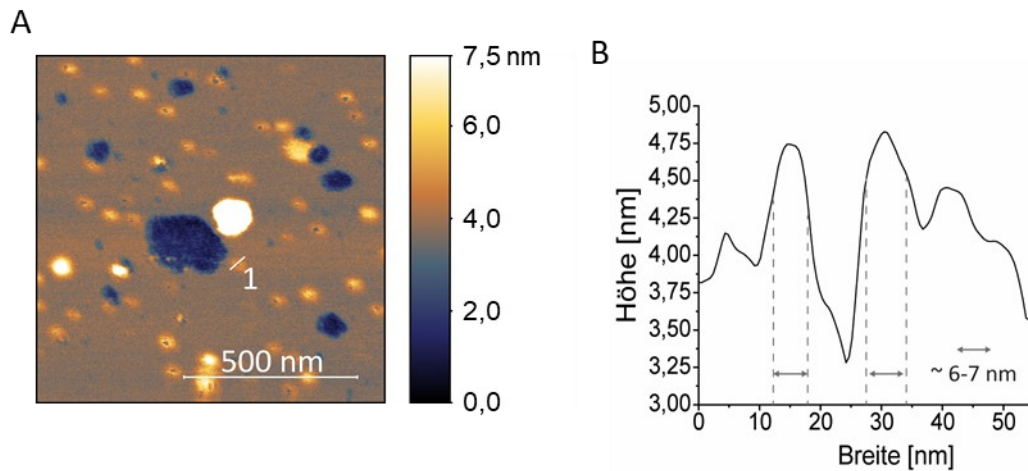 A
1
500 nm
7,5 nm
6,0
4,0
2,0
0,0
B
Höhe [nm]
5,00
4,75
4,50
4,25
4,00
3,75
3,50
3,25
3,00
~ 6-7 nm
0 10 20 30 40 50
Breite [nm]